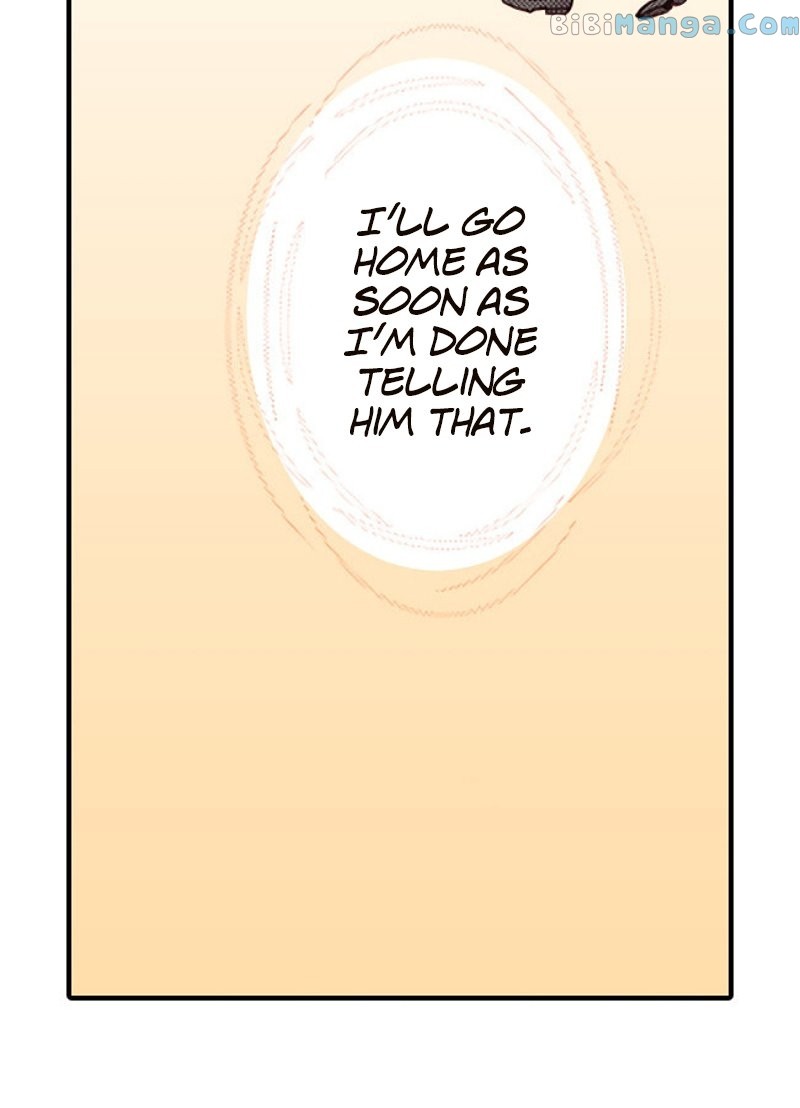 BiBiManga.Com
I'LL GO
HOME AS
SOON AS
I'M DONE
TELLING
HIM THAT.